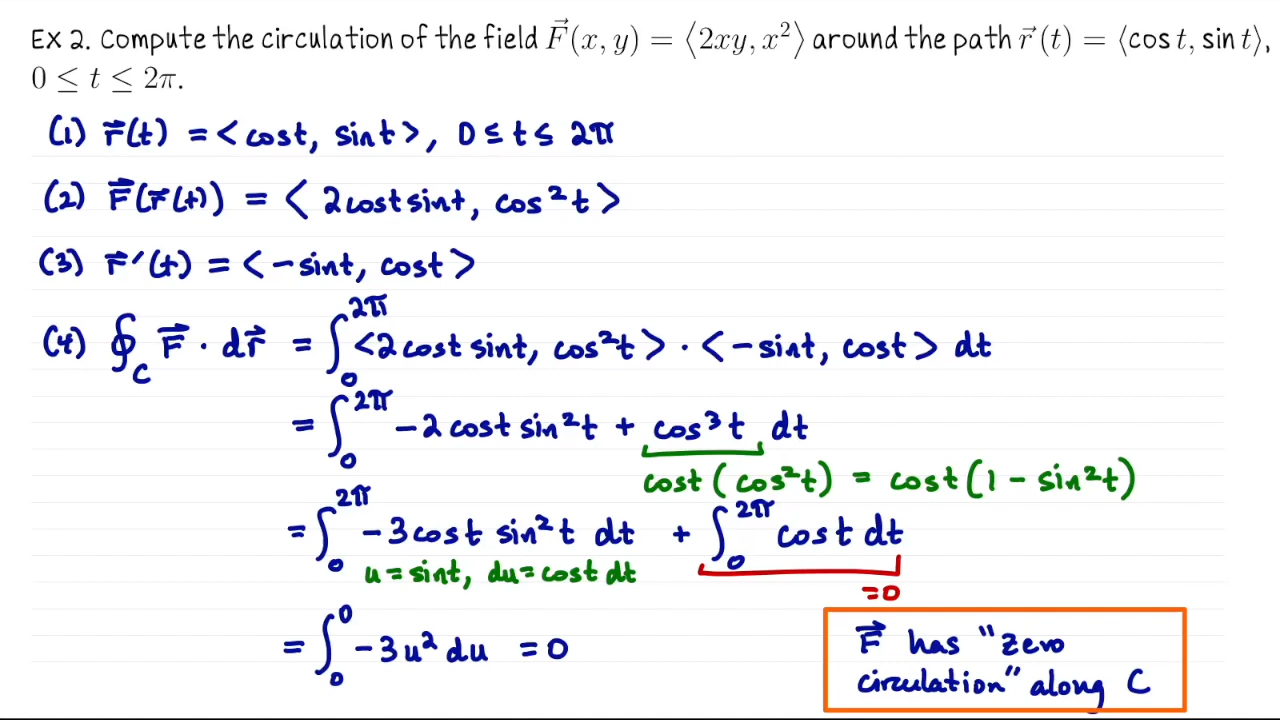 Ex 2. Compute the circulation of the field F⃗(x, y) = ⟨2xy, x²⟩ around the path r⃗(t) = ⟨cos t, sin t⟩,
0 ≤ t ≤ 2π.
(1) r⃗(t) = <cost, sint>, 0 ≤ t ≤ 2π
(2) F⃗(r⃗(t)) = < 2costsint, cos²t >
(3) r⃗′(t) = <-sint, cost>
(4) ∮_C F⃗ · dr⃗ = ∫₀^2π <2cost sint, cos²t> · <-sint, cost> dt
= ∫₀^2π -2cost sin²t + cos³t dt
cost (cos²t) = cost (1 - sin²t)
= ∫₀^2π -3cost sin²t dt + ∫₀^2π cost dt
u = sint, du = cost dt
=0
= ∫₀^0 -3u² du = 0
F⃗ has "zero
circulation" along C